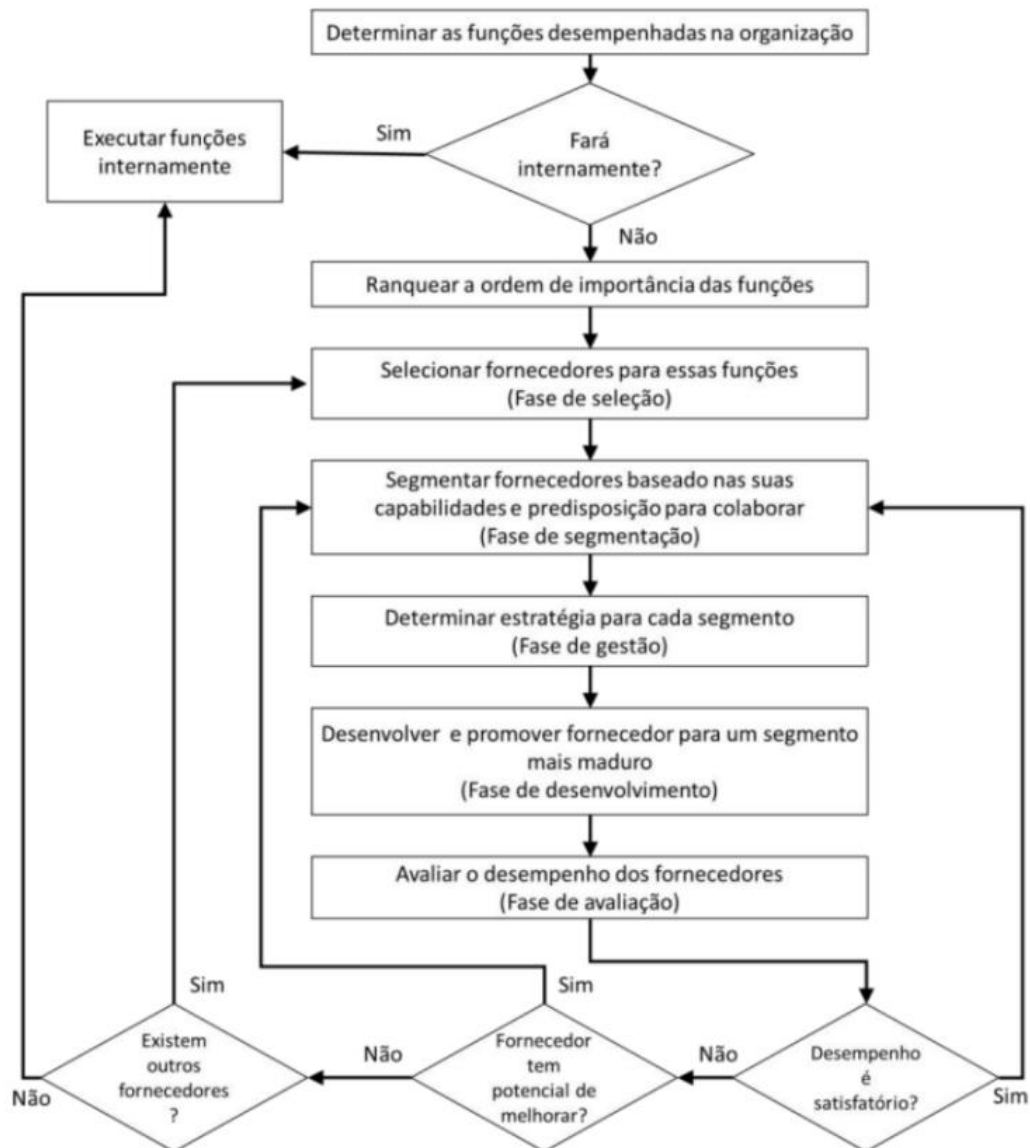 Determinar as funções desempenhadas na organização
Sim
Executar funções
internamente
Fará
internamente?
Não
Ranquear a ordem de importância das funções
Selecionar fornecedores para essas funções
(Fase de seleção)
Segmentar fornecedores baseado nas suas
capabilidades e predisposição para colaborar
(Fase de segmentação)
Determinar estratégia para cada segmento
(Fase de gestão)
Desenvolver e promover fornecedor para um segmento
mais maduro
(Fase de desenvolvimento)
Avaliar o desempenho dos fornecedores
(Fase de avaliação)
Sim
Sim
Existem
outros
fornecedores
?
Não
Não
Fornecedor
tem
potencial de
melhorar?
Não
Desempenho
é
satisfatório?
Sim